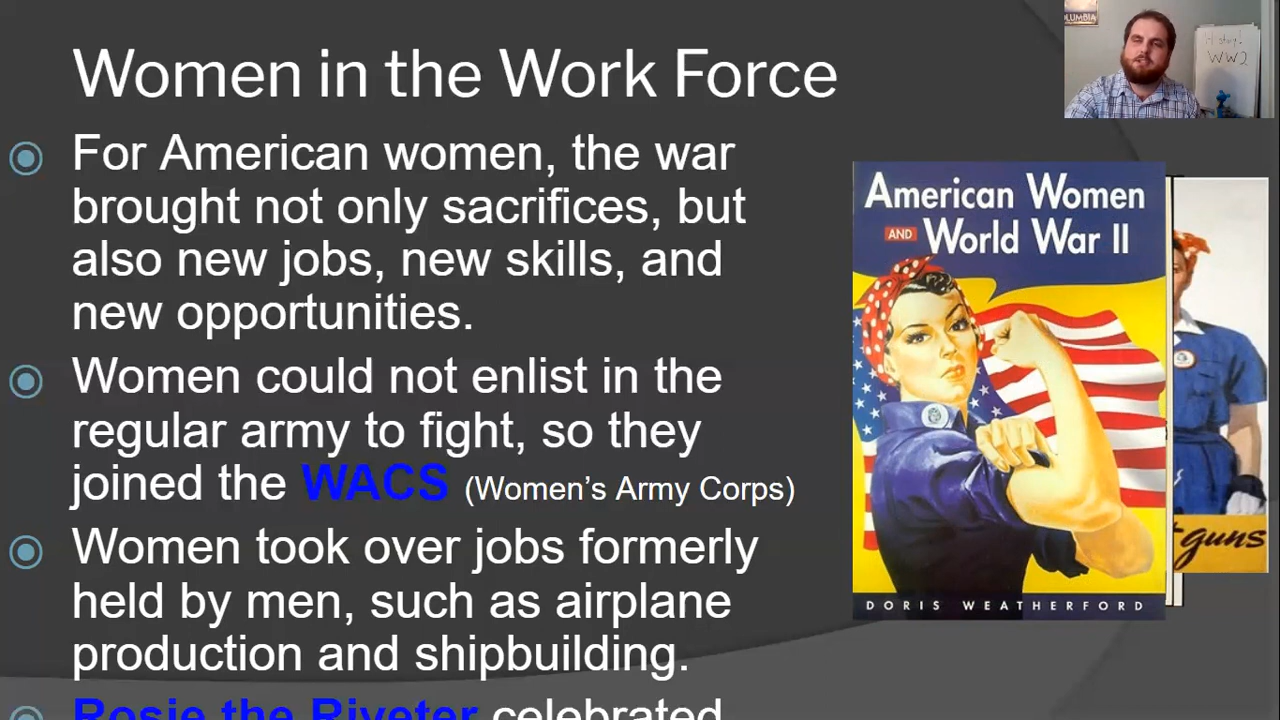 Women in the Work Force
For American women, the war
brought not only sacrifices, but
also new jobs, new skills, and
new opportunities.
Women could not enlist in the
regular army to fight, so they
joined the WACS (Women's Army Corps)
Women took over jobs formerly
held by men, such as airplane
production and shipbuilding.
Rosie the Riveter celebrated
American Women
AND World War II
DORIS WEATHERFORD
guns
OLUMBIA
History!
WW2